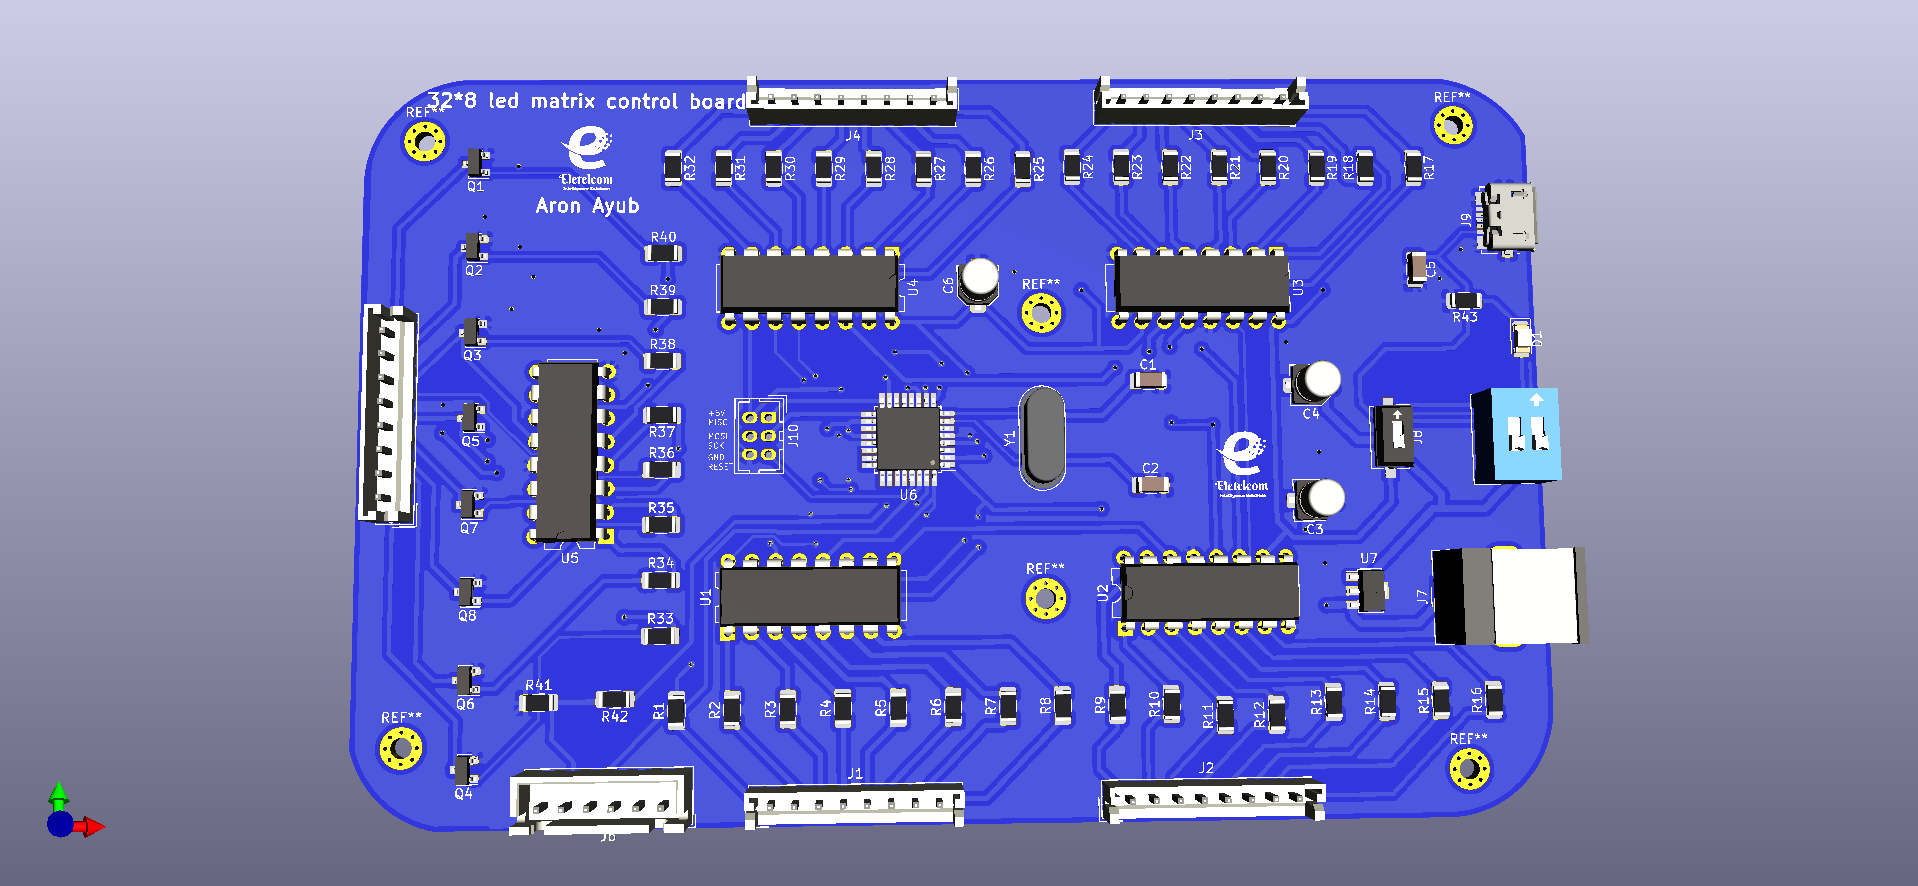 32*8 led matrix control board
REF**
REF**
J4
J3
Q1
Eletelcom
Aron Ayub
R32
R31
R30
R29
R28
R27
R26
R25
R24
R23
R22
R21
R20
R19
R18
R17
J9
Q2
R40
U4
C6
REF**
U3
C5
R39
R43
Q3
R38
D1
C1
C4
Q5
R37
+5V
MISO
MOSI
SCK
GND
RESET
J10
Y1
J8
R36
Eletelcom
C2
U6
Q7
R35
C3
U5
R34
U1
REF**
U2
U7
J7
Q8
R33
Q6
R41
R42
R1
R2
R3
R4
R5
R6
R7
R8
R9
R10
R11
R12
R13
R14
R15
R16
REF**
REF**
Q4
J1
J2
J6